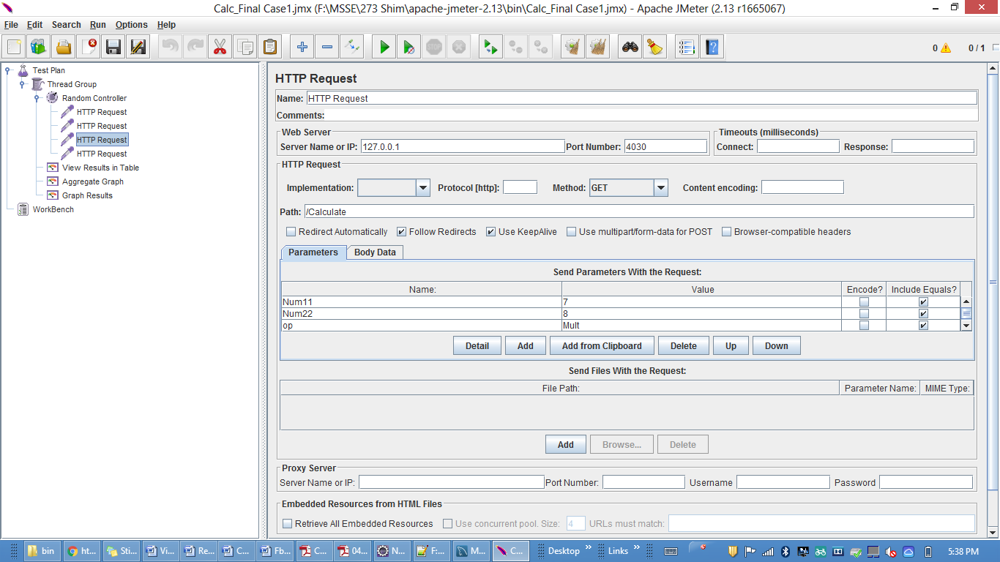 Calc_Final Case1.jmx (F:\MSSE\273 Shim\apache-jmeter-2.13\bin\Calc_Final Case1.jmx) - Apache JMeter (2.13 r1665067)
File Edit Search Run Options Help
0 0 / 1
Test Plan
Thread Group
Random Controller
HTTP Request
HTTP Request
HTTP Request
HTTP Request
View Results in Table
Aggregate Graph
Graph Results
WorkBench
HTTP Request
Name: HTTP Request
Comments:
Web Server
Server Name or IP: 127.0.0.1 Port Number: 4030
Timeouts (milliseconds)
Connect: Response:
HTTP Request
Implementation: Protocol [http]: Method: GET Content encoding:
Path: /Calculate
Redirect Automatically Follow Redirects Use KeepAlive Use multipart/form-data for POST Browser-compatible headers
Parameters Body Data
Send Parameters With the Request:
Name: Value Encode? Include Equals?
Num11 7
Num22 8
op Mult
Detail Add Add from Clipboard Delete Up Down
Send Files With the Request:
File Path: Parameter Name: MIME Type:
Add Browse... Delete
Proxy Server
Server Name or IP: Port Number: Username Password
Embedded Resources from HTML Files
Retrieve All Embedded Resources Use concurrent pool. Size: 4 URLs must match:
bin ht... Sti... Vi... Re... C... Fb... C... 04... N... F:... M... C... Desktop » Links » 5:38 PM